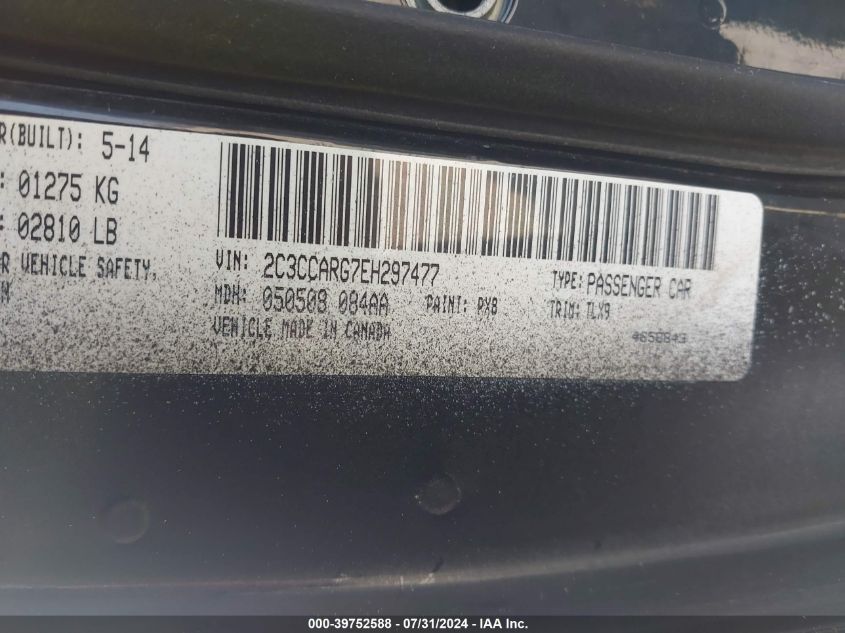 R(BUILT): 5-14
: 01275 KG
: 02810 LB
R VEHICLE SAFETY,
VIN: 2C3CCARG7EH297477
TYPE: PASSENGER CAR
MDH: 050508 084AA PAINT: PX8 TRIM: TLX9
VEHICLE MADE IN CANADA
000-39752588 / 07/31/2024 - IAA Inc.